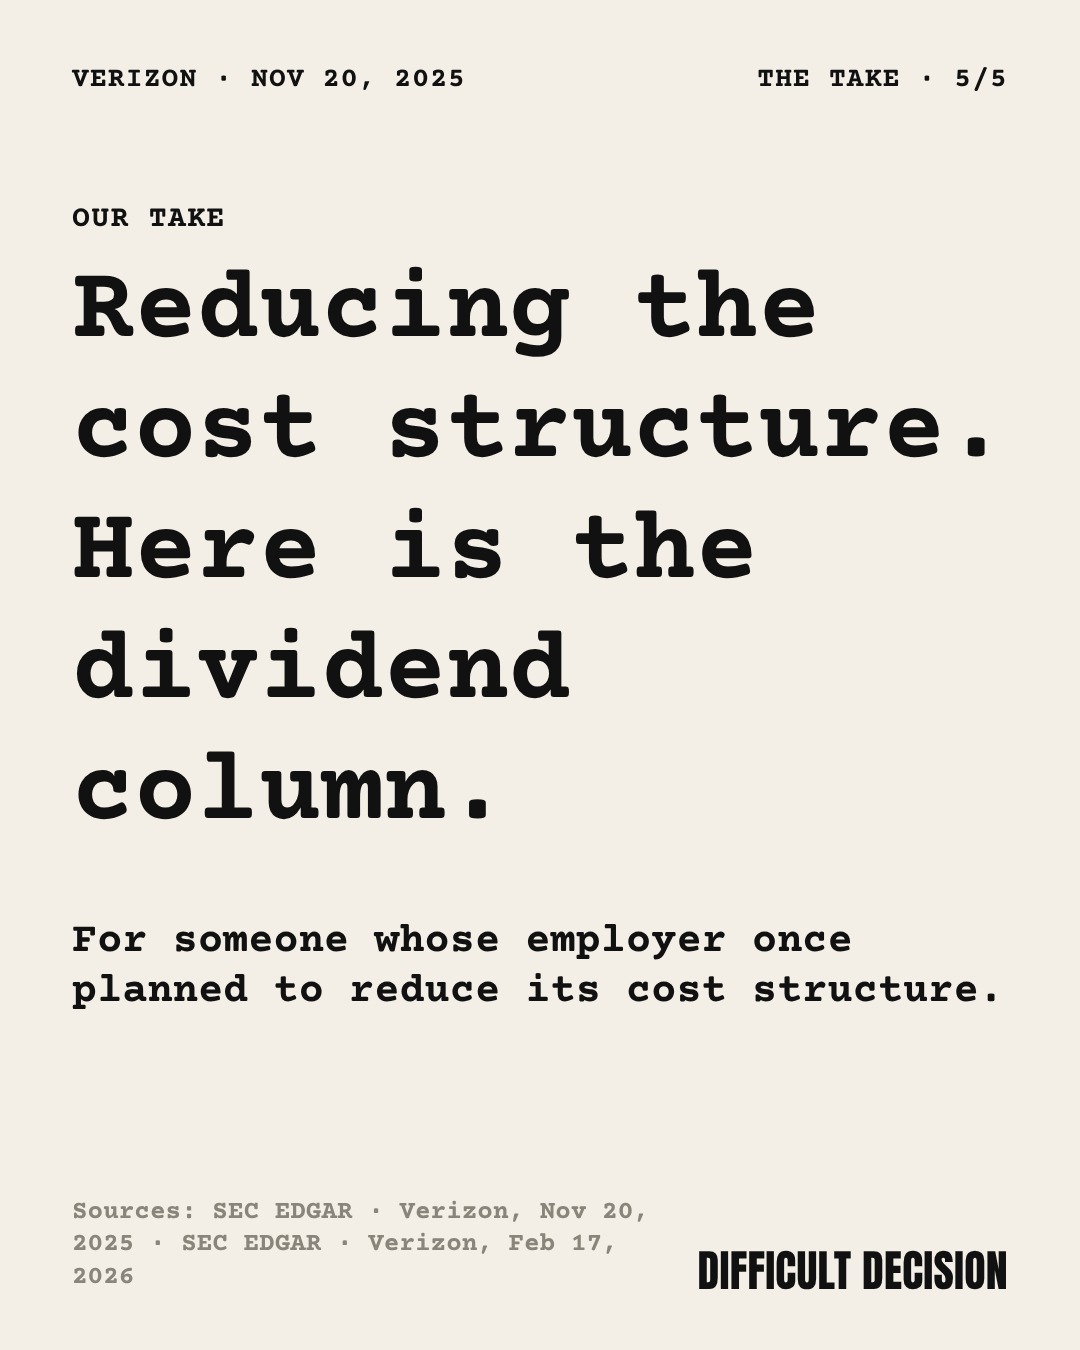 VERIZON · NOV 20, 2025
THE TAKE · 5/5
OUR TAKE
Reducing the
cost structure.
Here is the
dividend
column.
For someone whose employer once
planned to reduce its cost structure.
Sources: SEC EDGAR · Verizon, Nov 20,
2025 · SEC EDGAR · Verizon, Feb 17,
2026
DIFFICULT DECISION